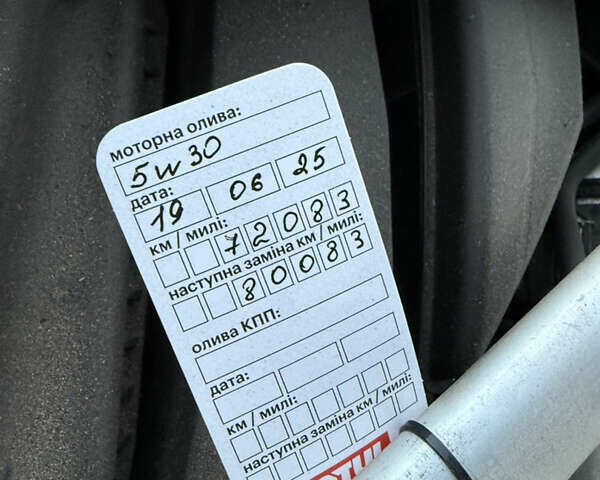 моторна олива:
5w30
дата:
19 06 25
км / милі:
72083
наступна заміна км / милі:
80083
олива КПП:
дата:
км / милі:
наступна заміна км / милі:
MOTUL